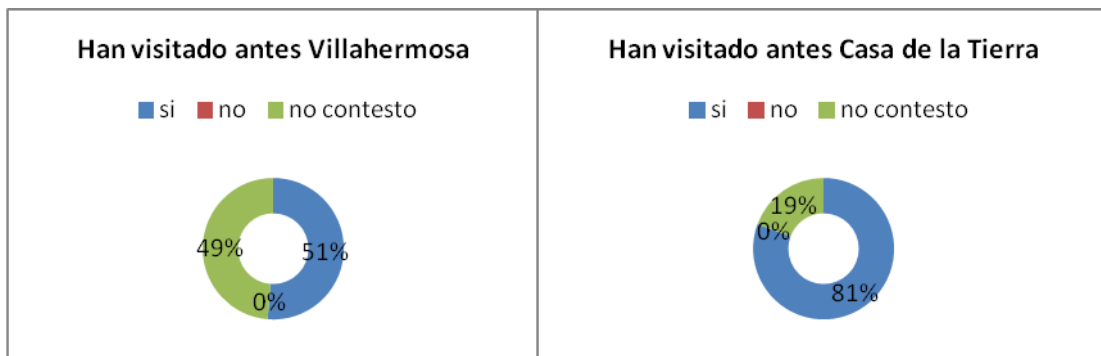 Han visitado antes Villahermosa
si no no contesto
49%
51%
0%
Han visitado antes Casa de la Tierra
si no no contesto
19%
0%
81%